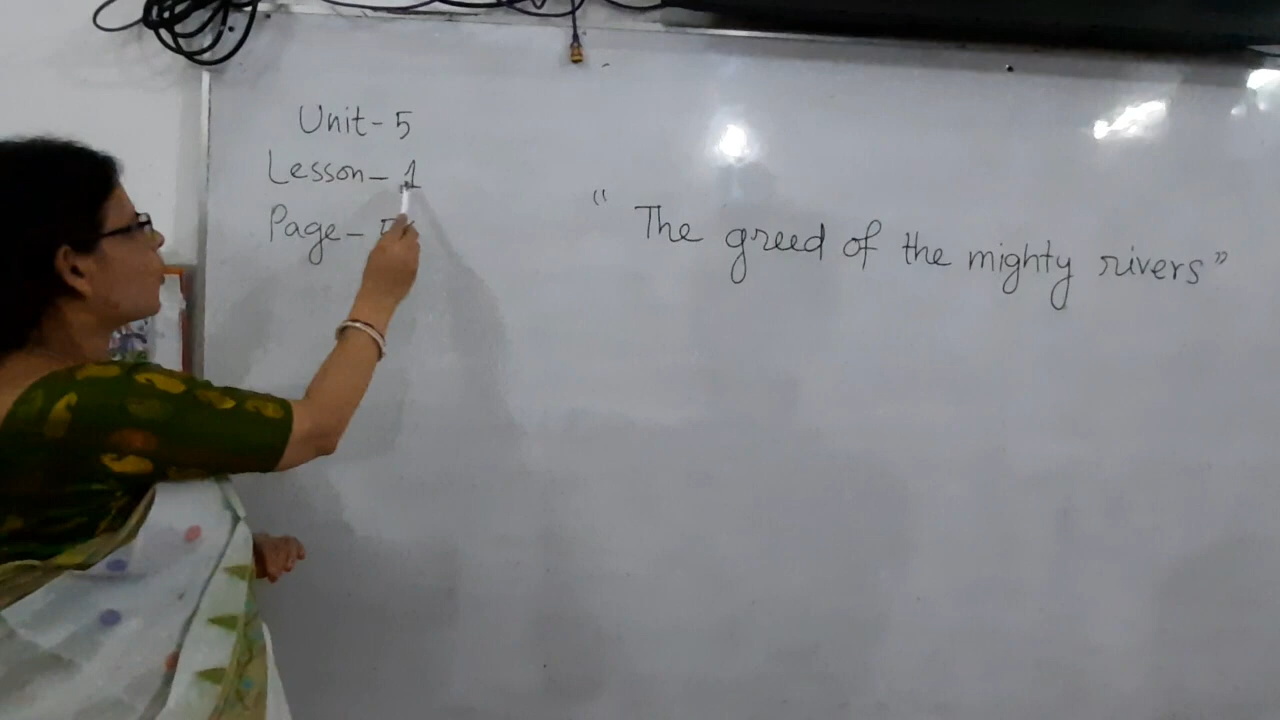 Unit- 5
Lesson- 1
Page-
"The greed of the mighty rivers"